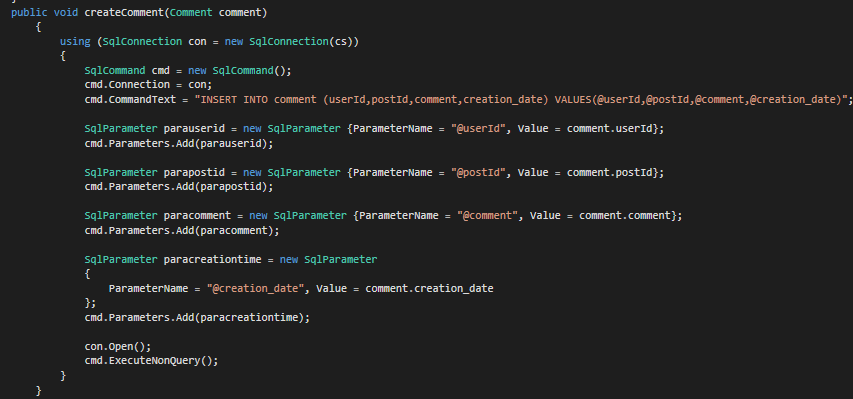 public void createComment(Comment comment)
{
using (SqlConnection con = new SqlConnection(cs))
{
SqlCommand cmd = new SqlCommand();
cmd.Connection = con;
cmd.CommandText = "INSERT INTO comment (userId,postId,comment,creation_date) VALUES(@userId,@postId,@comment,@creation_date)";
SqlParameter parauserid = new SqlParameter {ParameterName = "@userId", Value = comment.userId};
cmd.Parameters.Add(parauserid);
SqlParameter parapostid = new SqlParameter {ParameterName = "@postId", Value = comment.postId};
cmd.Parameters.Add(parapostid);
SqlParameter paracomment = new SqlParameter {ParameterName = "@comment", Value = comment.comment};
cmd.Parameters.Add(paracomment);
SqlParameter paracreationtime = new SqlParameter
{
ParameterName = "@creation_date", Value = comment.creation_date
};
cmd.Parameters.Add(paracreationtime);
con.Open();
cmd.ExecuteNonQuery();
}
}